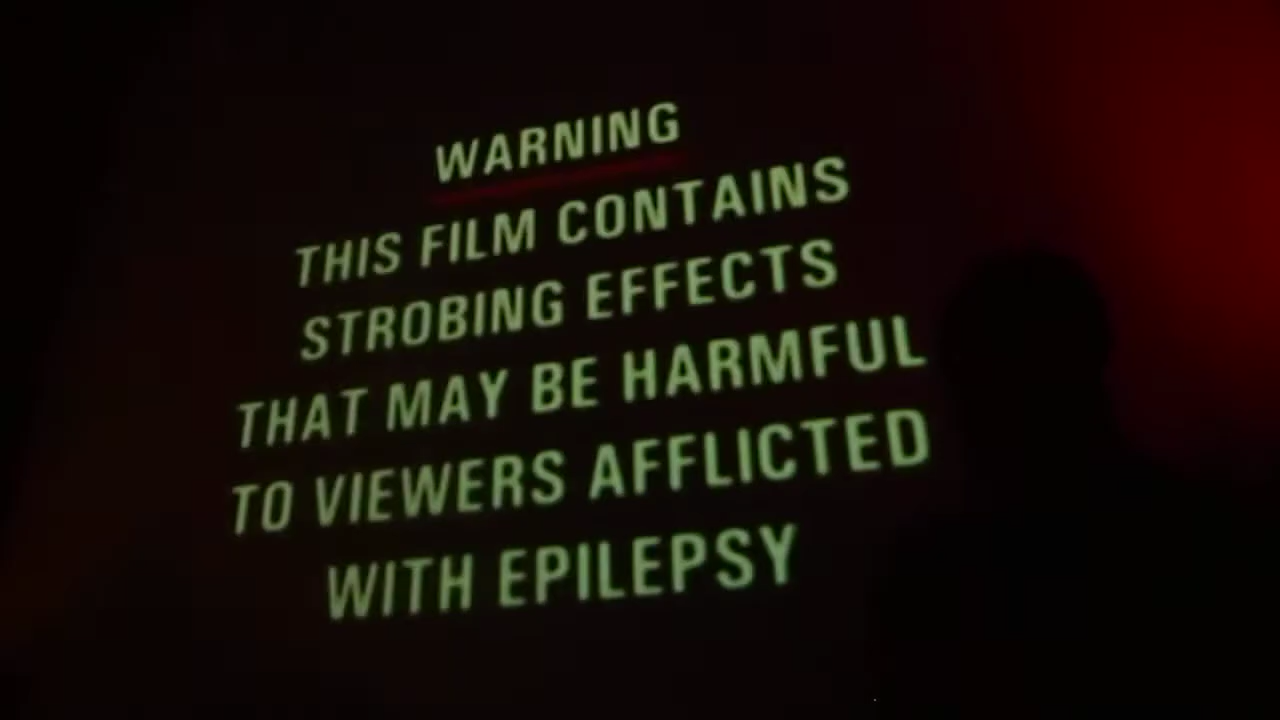 WARNING
THIS FILM CONTAINS
STROBING EFFECTS
THAT MAY BE HARMFUL
TO VIEWERS AFFLICTED
WITH EPILEPSY